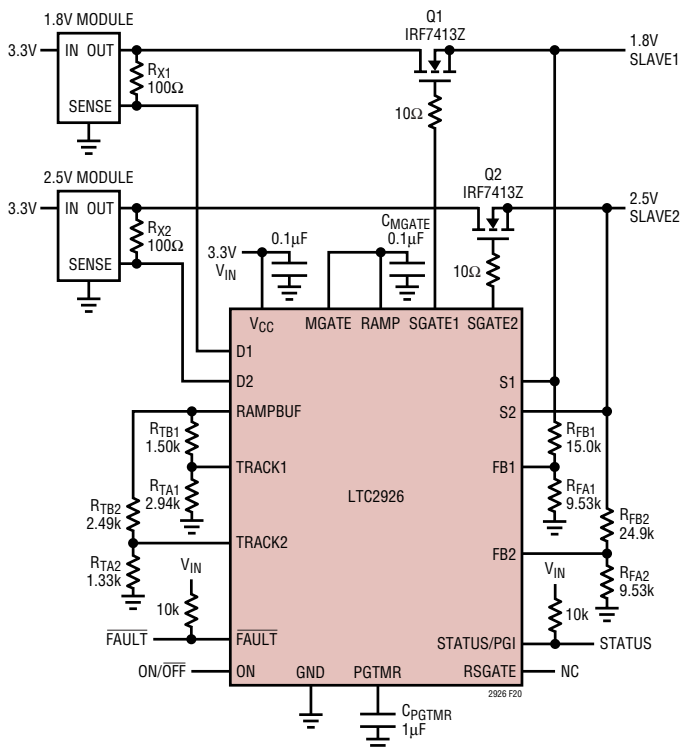 1.8V MODULE
3.3V
IN OUT
SENSE
RX1
100Ω
Q1
IRF7413Z
10Ω
1.8V
SLAVE1
2.5V MODULE
3.3V
IN OUT
SENSE
RX2
100Ω
Q2
IRF7413Z
10Ω
2.5V
SLAVE2
3.3V
VIN
0.1µF
CMGATE
0.1µF
VCC
MGATE
RAMP
SGATE1
SGATE2
D1
D2
RAMPBUF
TRACK1
TRACK2
FAULT
ON
GND
PGTMR
S1
S2
FB1
FB2
STATUS/PGI
RSGATE
LTC2926
RTB1
1.50k
RTA1
2.94k
RTB2
2.49k
RTA2
1.33k
VIN
10k
FAULT
ON/OFF
RFB1
15.0k
RFA1
9.53k
RFB2
24.9k
RFA2
9.53k
VIN
10k
STATUS
NC
2926 F20
CPGTMR
1µF